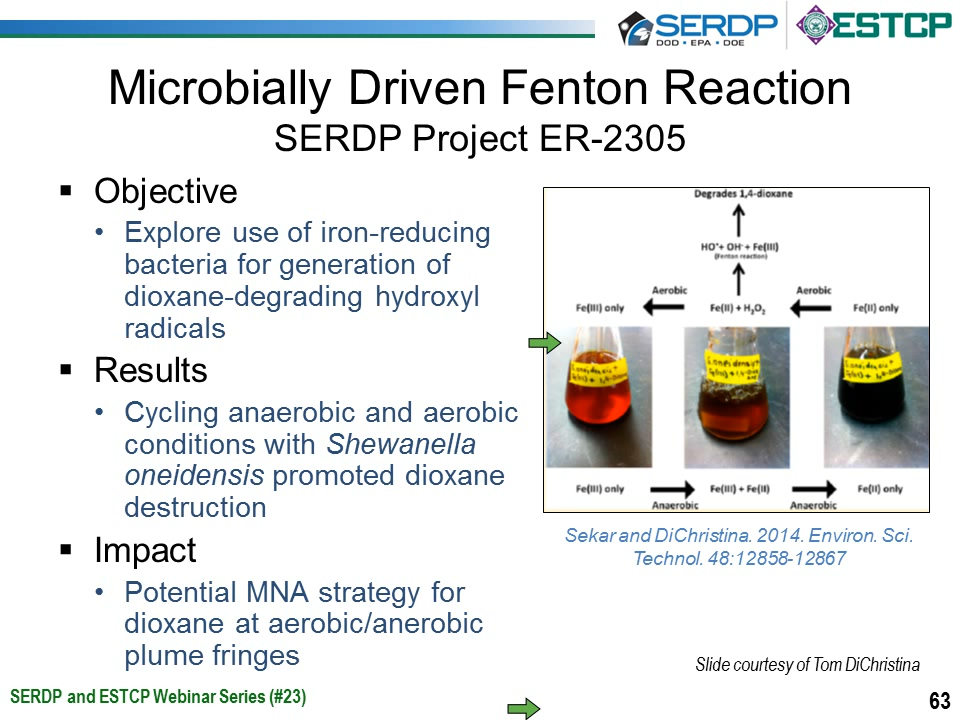 SERDP
DOD • EPA • DOE
ESTCP
Microbially Driven Fenton Reaction
SERDP Project ER-2305
▪ Objective
• Explore use of iron-reducing
bacteria for generation of
dioxane-degrading hydroxyl
radicals
▪ Results
• Cycling anaerobic and aerobic
conditions with Shewanella
oneidensis promoted dioxane
destruction
▪ Impact
• Potential MNA strategy for
dioxane at aerobic/anerobic
plume fringes
Degrades 1,4-dioxane
HO•+ OH- + Fe(III)
(Fenton reaction)
Aerobic
Aerobic
Fe(III) only
Fe(II) + H₂O₂
Fe(II) only
Fe(III) only
Fe(III) + Fe(II)
Fe(II) only
Anaerobic
Anaerobic
Sekar and DiChristina. 2014. Environ. Sci.
Technol. 48:12858-12867
Slide courtesy of Tom DiChristina
SERDP and ESTCP Webinar Series (#23)
63